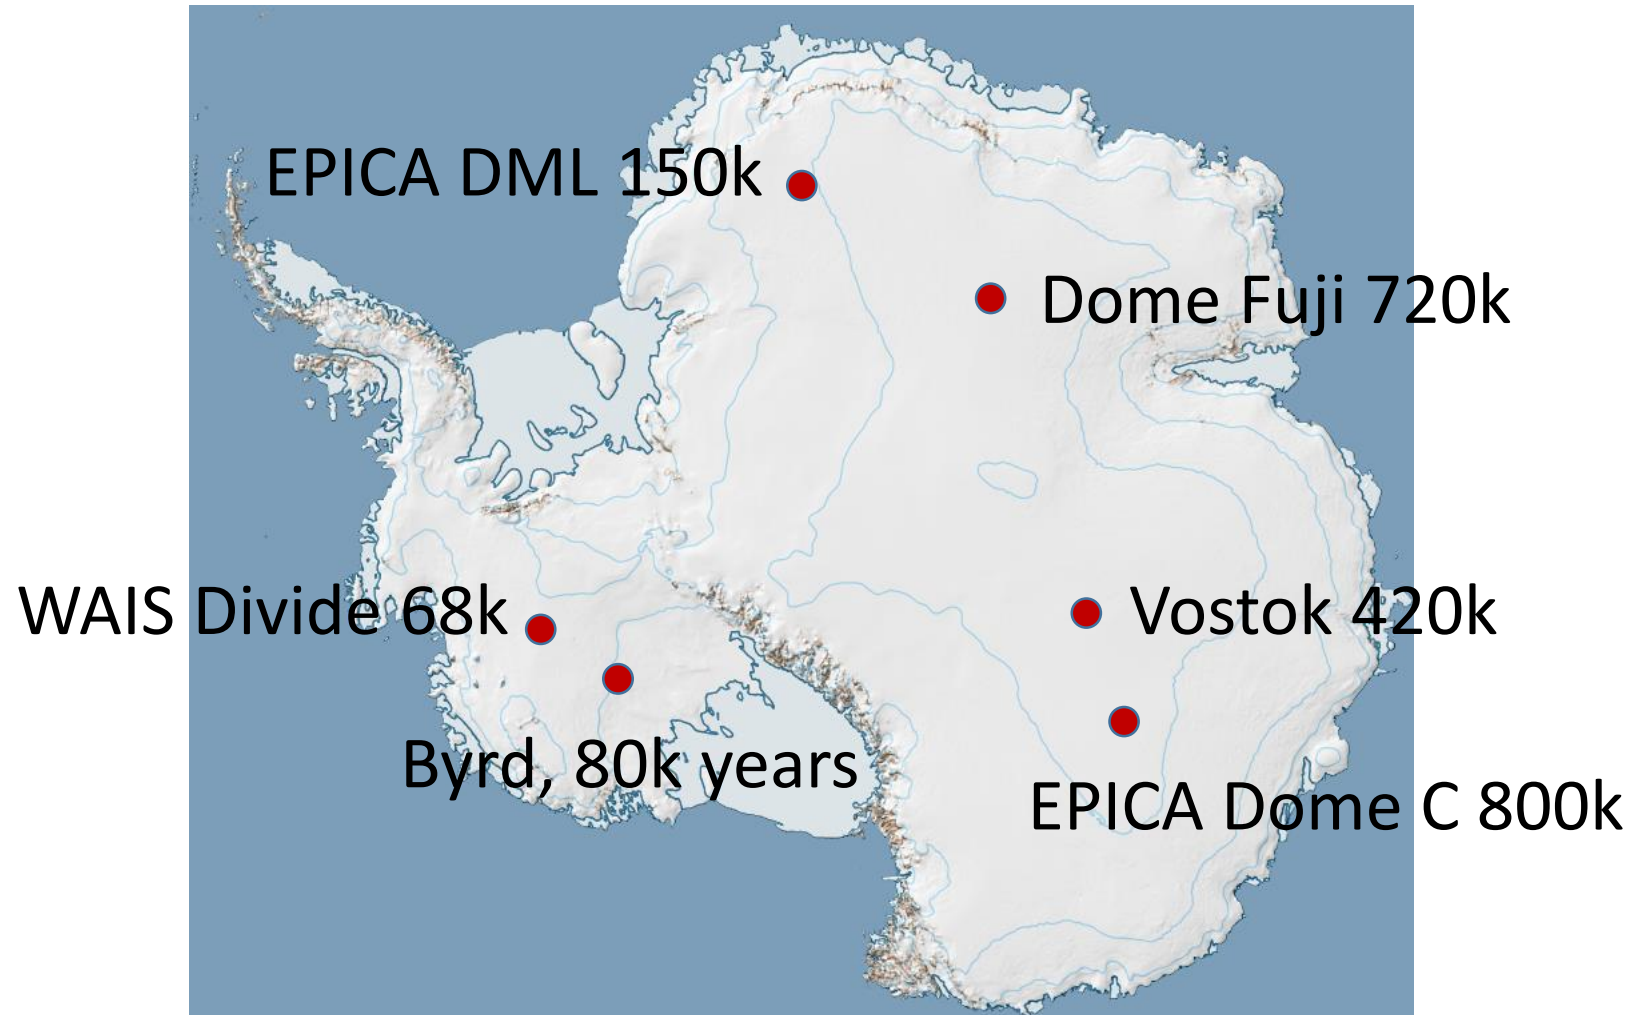 EPICA DML 150k
Dome Fuji 720k
WAIS Divide 68k
Vostok 420k
Byrd, 80k years
EPICA Dome C 800k